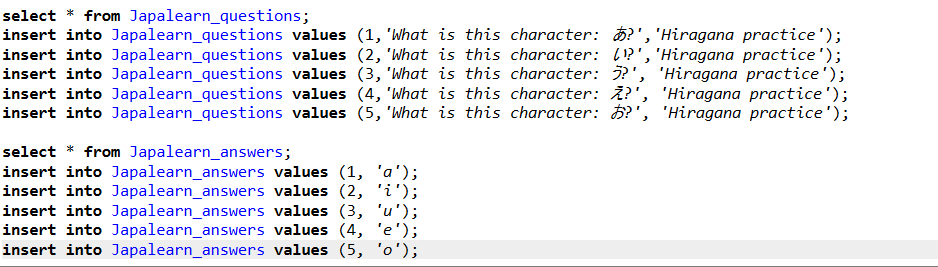 select * from Japalearn_questions;
insert into Japalearn_questions values (1,'What is this character: あ?','Hiragana practice');
insert into Japalearn_questions values (2,'What is this character: い?','Hiragana practice');
insert into Japalearn_questions values (3,'What is this character: う?', 'Hiragana practice');
insert into Japalearn_questions values (4,'What is this character: え?', 'Hiragana practice');
insert into Japalearn_questions values (5,'What is this character: お?', 'Hiragana practice');
select * from Japalearn_answers;
insert into Japalearn_answers values (1, 'a');
insert into Japalearn_answers values (2, 'i');
insert into Japalearn_answers values (3, 'u');
insert into Japalearn_answers values (4, 'e');
insert into Japalearn_answers values (5, 'o');